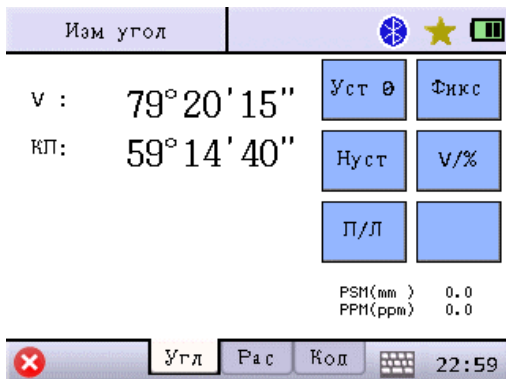 Изм угол
V : 79°20'15"
КП: 59°14'40"
Уст 0 Фикс
Нуст V/%
П/Л
PSM(mm ) 0.0
PPM(ppm) 0.0
Угл Рас Коп 22:59